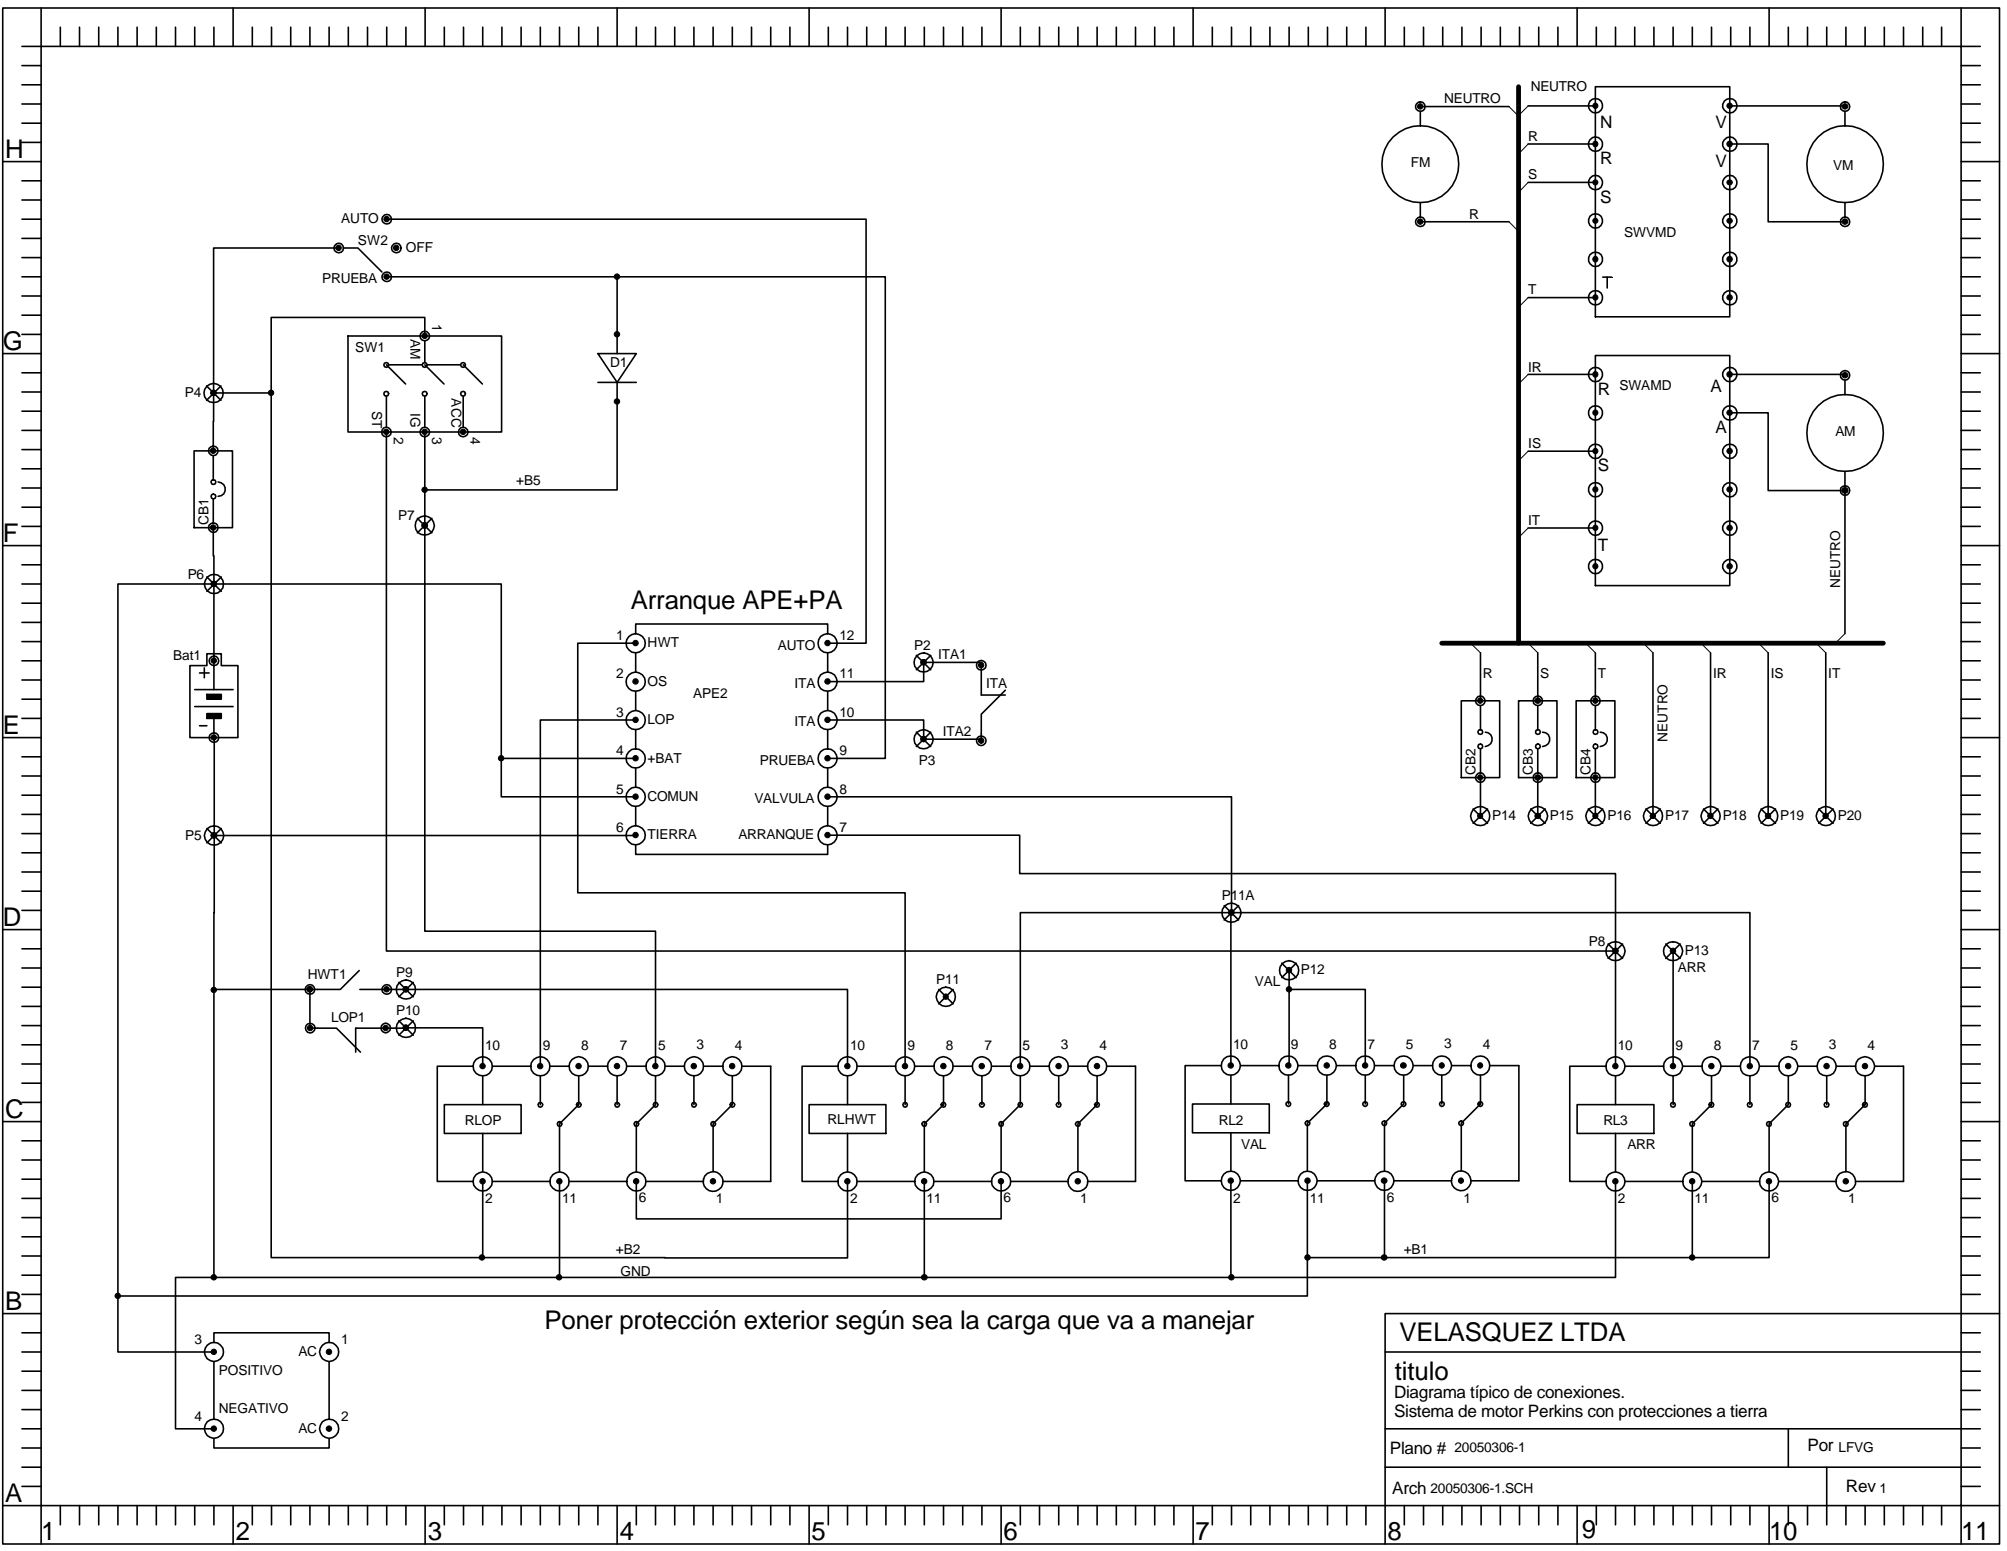 NEUTRO
NEUTRO
N
V
H
R
R
V
FM
VM
S
S
AUTO
R
SW2
OFF
SWVMD
PRUEBA
T
T
1
G
SW1
AM
D1
IR
R
SWAMD
A
P4
ST
IG
ACC
A
AM
2
3
4
IS
S
+B5
CB1
P7
IT
T
F
NEUTRO
P6
Arranque APE+PA
1
HWT
AUTO
12
P2
ITA1
Bat1
+
2
OS
ITA
11
ITA
APE2
R
S
T
NEUTRO
IR
IS
IT
3
LOP
ITA
10
ITA2
E
−
P3
4
+BAT
PRUEBA
9
CB2
CB3
CB4
5
COMUN
VALVULA
8
P14
P15
P16
P17
P18
P19
P20
P5
6
TIERRA
ARRANQUE
7
P11A
D
P8
P13
ARR
HWT1
P9
P11
VAL
P12
LOP1
P10
10
9
8
7
5
3
4
10
9
8
7
5
3
4
10
9
8
7
5
3
4
10
9
8
7
5
3
4
C
RLOP
RLHWT
RL2
RL3
VAL
ARR
2
11
6
1
2
11
6
1
2
11
6
1
2
11
6
1
+B2
+B1
GND
B
Poner protección exterior según sea la carga que va a manejar
3
POSITIVO
AC
1
4
NEGATIVO
AC
2
VELASQUEZ LTDA
titulo
Diagrama típico de conexiones.
Sistema de motor Perkins con protecciones a tierra
Plano # 20050306-1
Por LFVG
Arch 20050306-1.SCH
Rev 1
A
1
2
3
4
5
6
7
8
9
10
11